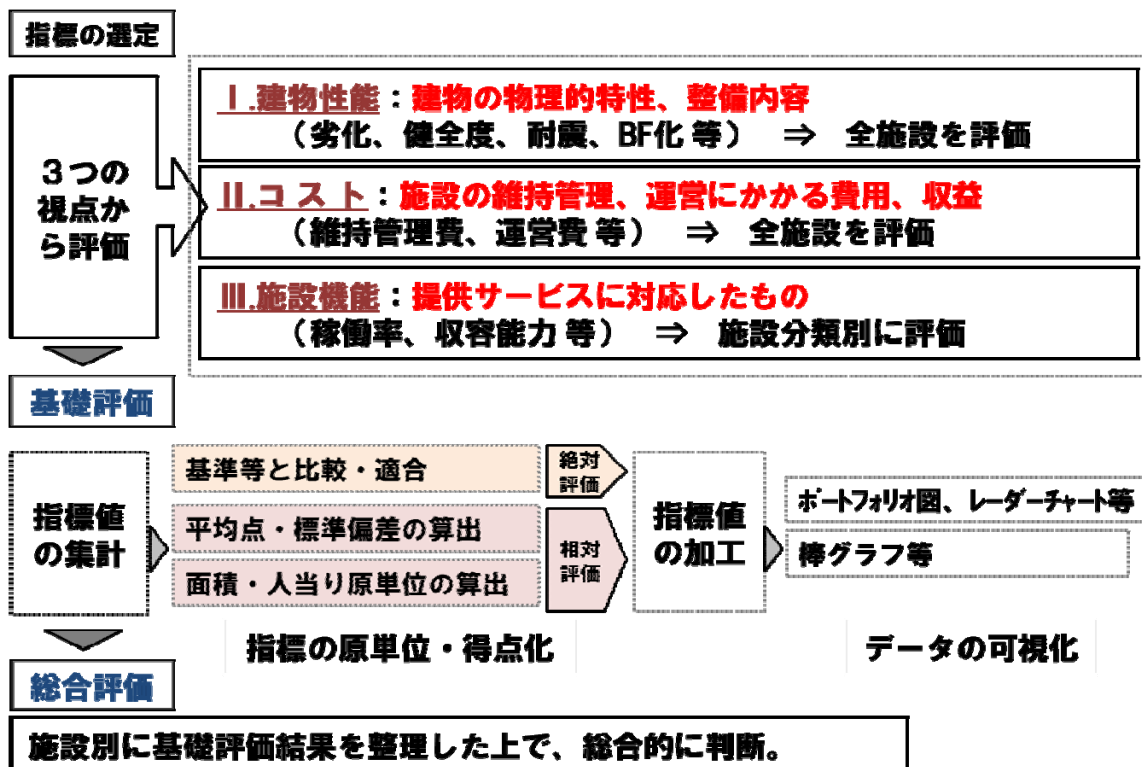 指標の選定
3つの
視点か
ら評価
Ⅰ.建物性能：建物の物理的特性、整備内容
（劣化、健全度、耐震、BF化 等） ⇒ 全施設を評価
Ⅱ.コスト：施設の維持管理、運営にかかる費用、収益
（維持管理費、運営費 等） ⇒ 全施設を評価
Ⅲ.施設機能：提供サービスに対応したもの
（稼働率、収容能力 等） ⇒ 施設分類別に評価
基礎評価
指標値
の集計
基準等と比較・適合
平均点・標準偏差の算出
面積・人当り原単位の算出
絶対
評価
相対
評価
指標値
の加工
ポートフォリオ図、レーダーチャート等
棒グラフ等
指標の原単位・得点化
データの可視化
総合評価
施設別に基礎評価結果を整理した上で、総合的に判断。